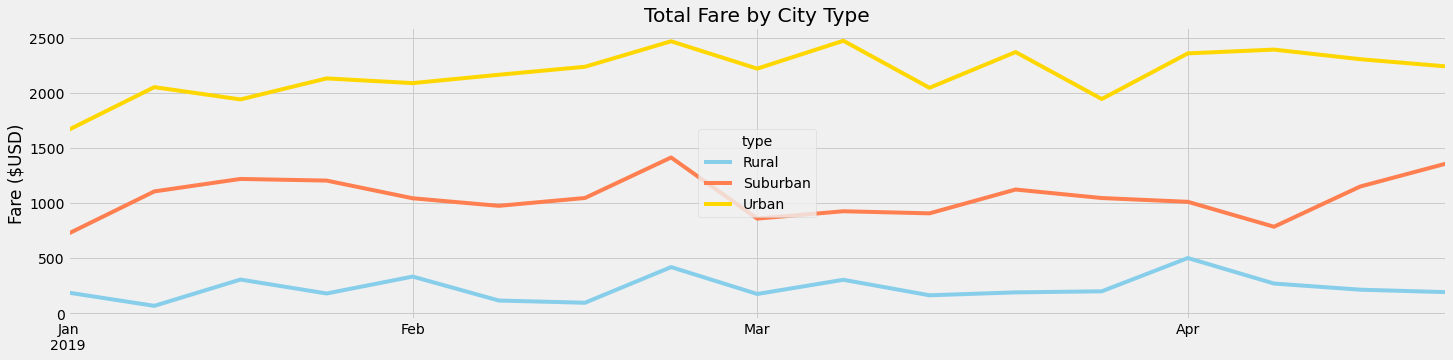 Total Fare by City Type
Fare ($USD)
2500
2000
1500
1000
500
0
type
Rural
Suburban
Urban
Jan
2019
Feb
Mar
Apr